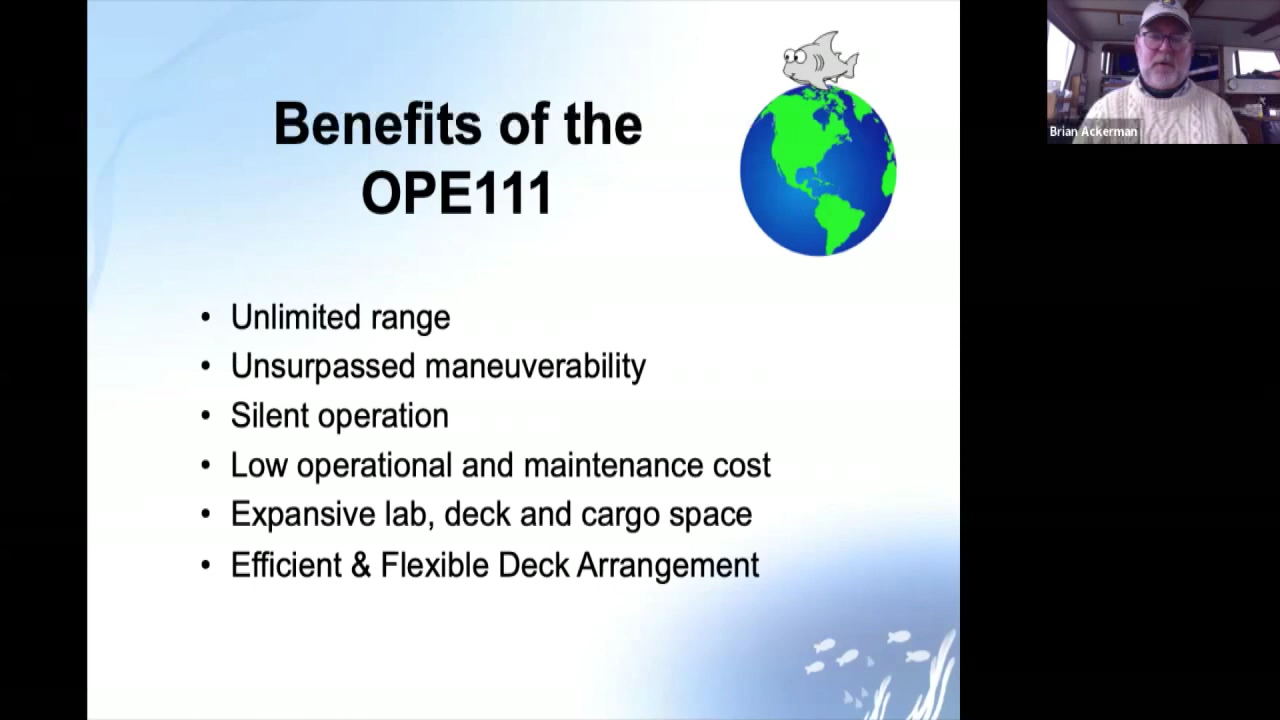 Benefits of the
OPE111
• Unlimited range
• Unsurpassed maneuverability
• Silent operation
• Low operational and maintenance cost
• Expansive lab, deck and cargo space
• Efficient & Flexible Deck Arrangement
Brian Ackerman